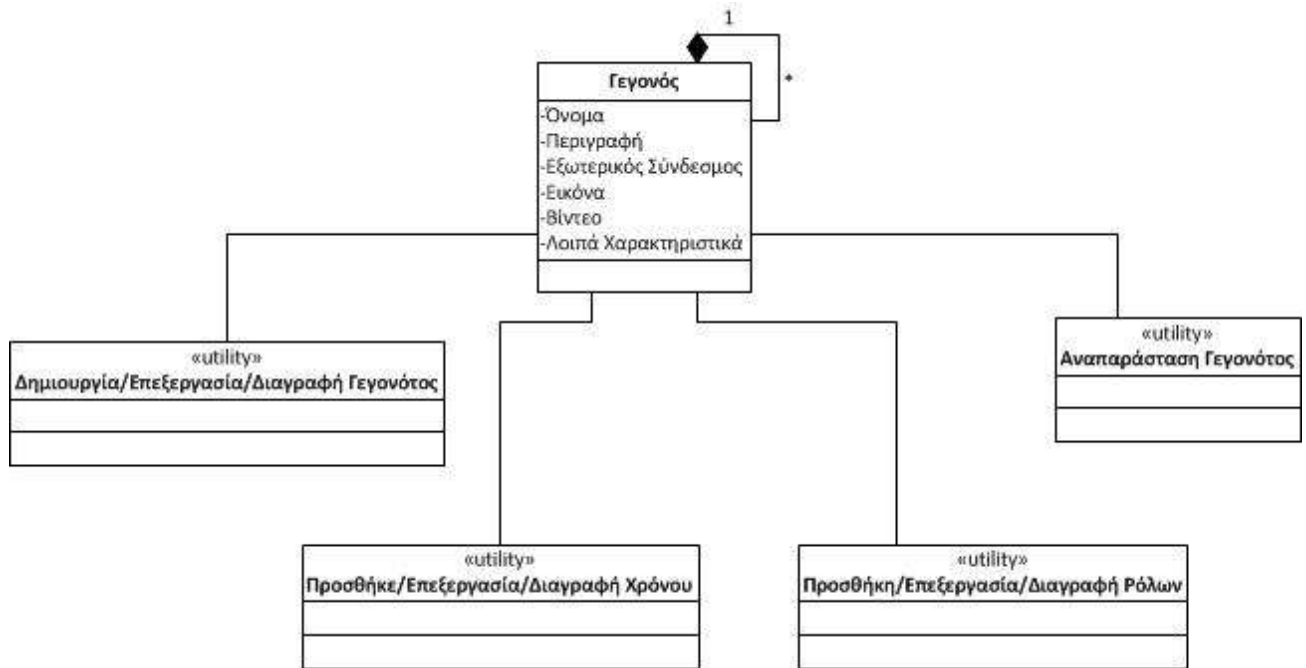 1
Γεγονός
*
-Όνομα
-Περιγραφή
-Εξωτερικός Σύνδεσμος
-Εικόνα
-Βίντεο
-Λοιπά Χαρακτηριστικά
«utility»
Δημιουργία/Επεξεργασία/Διαγραφή Γεγονότος
«utility»
Αναπαράσταση Γεγονότος
«utility»
Προσθήκε/Επεξεργασία/Διαγραφή Χρόνου
«utility»
Προσθήκη/Επεξεργασία/Διαγραφή Ρόλων